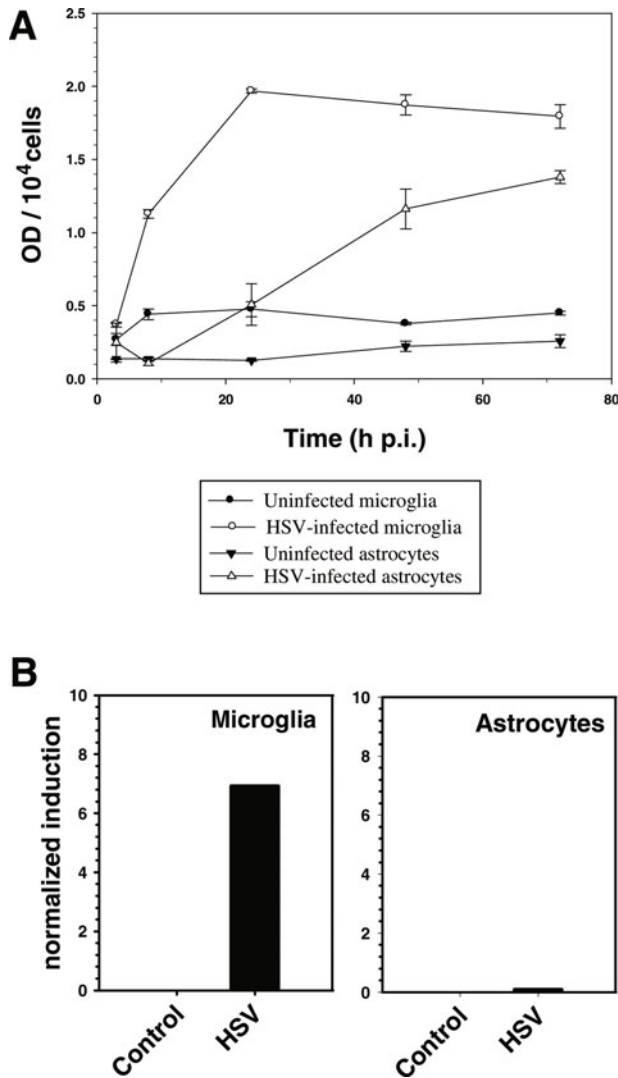 A
2.5
2.0
1.5
1.0
0.5
0.0
OD / 10⁴cells
0 20 40 60 80
Time (h p.i.)
Uninfected microglia
HSV-infected microglia
Uninfected astrocytes
HSV-infected astrocytes
B
normalized induction
10
8
6
4
2
0
Microglia
Control HSV
10
8
6
4
2
0
Astrocytes
Control HSV